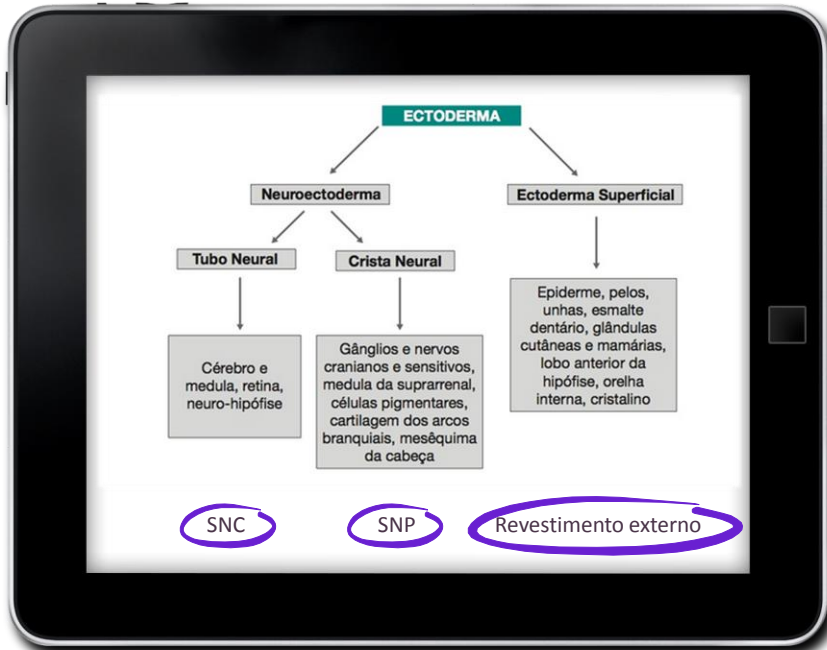 ECTODERMA
Neuroectoderma
Ectoderma Superficial
Tubo Neural
Crista Neural
Cérebro e
medula, retina,
neuro-hipófise
Gânglios e nervos
cranianos e sensitivos,
medula da suprarrenal,
células pigmentares,
cartilagem dos arcos
branquiais, mesêquima
da cabeça
Epiderme, pelos,
unhas, esmalte
dentário, glândulas
cutâneas e mamárias,
lobo anterior da
hipófise, orelha
interna, cristalino
SNC
SNP
Revestimento externo